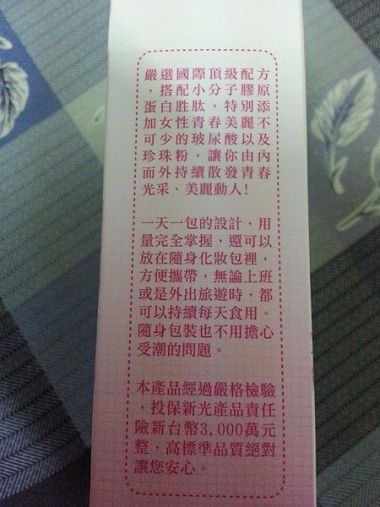 嚴選國際頂級配方
，搭配小分子膠原
蛋白胜肽，特別添
加女性青春美麗不
可少的玻尿酸以及
珍珠粉，讓你由內
而外持續散發青春
光采、美麗動人！
一天一包的設計，用
量完全掌握，還可以
放在隨身化妝包裡，
方便攜帶，無論上班
或是外出旅遊時，都
可以持續每天食用。
隨身包裝也不用擔心
受潮的問題。
本產品經過嚴格檢驗
，投保新光產品責任
險新台幣3,000萬元
整，高標準品質絕對
讓您安心。